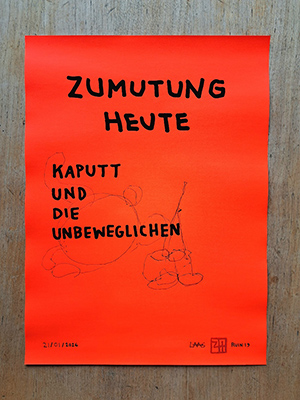 ZUMUTUNG
HEUTE
KAPUTT
UND
DIE
UNBEWEGLICHEN